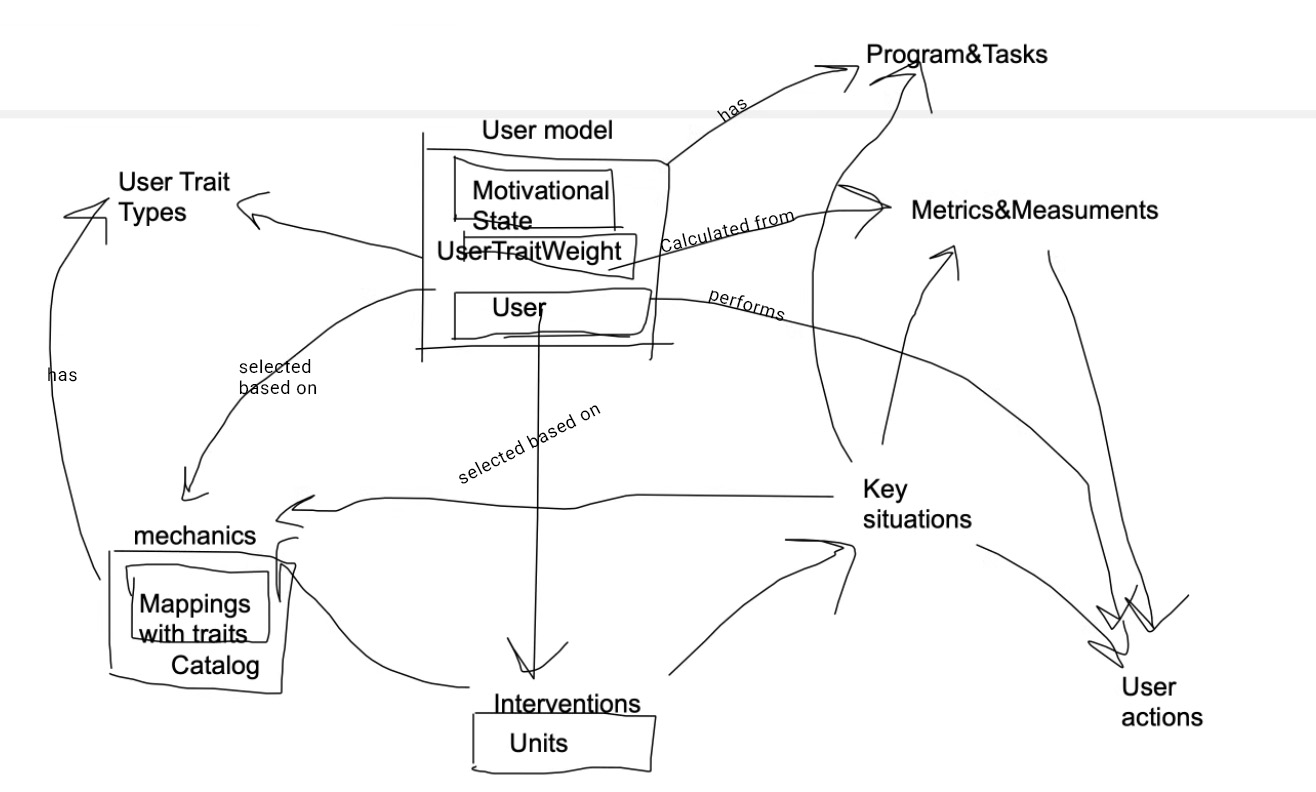 Program&Tasks
has
User model
User Trait
Types
Motivational
State
UserTraitWeight
Calculated from
Metrics&Measuments
User
performs
has
selected
based on
selected based on
Key
situations
mechanics
Mappings
with traits
Catalog
Interventions
Units
User
actions